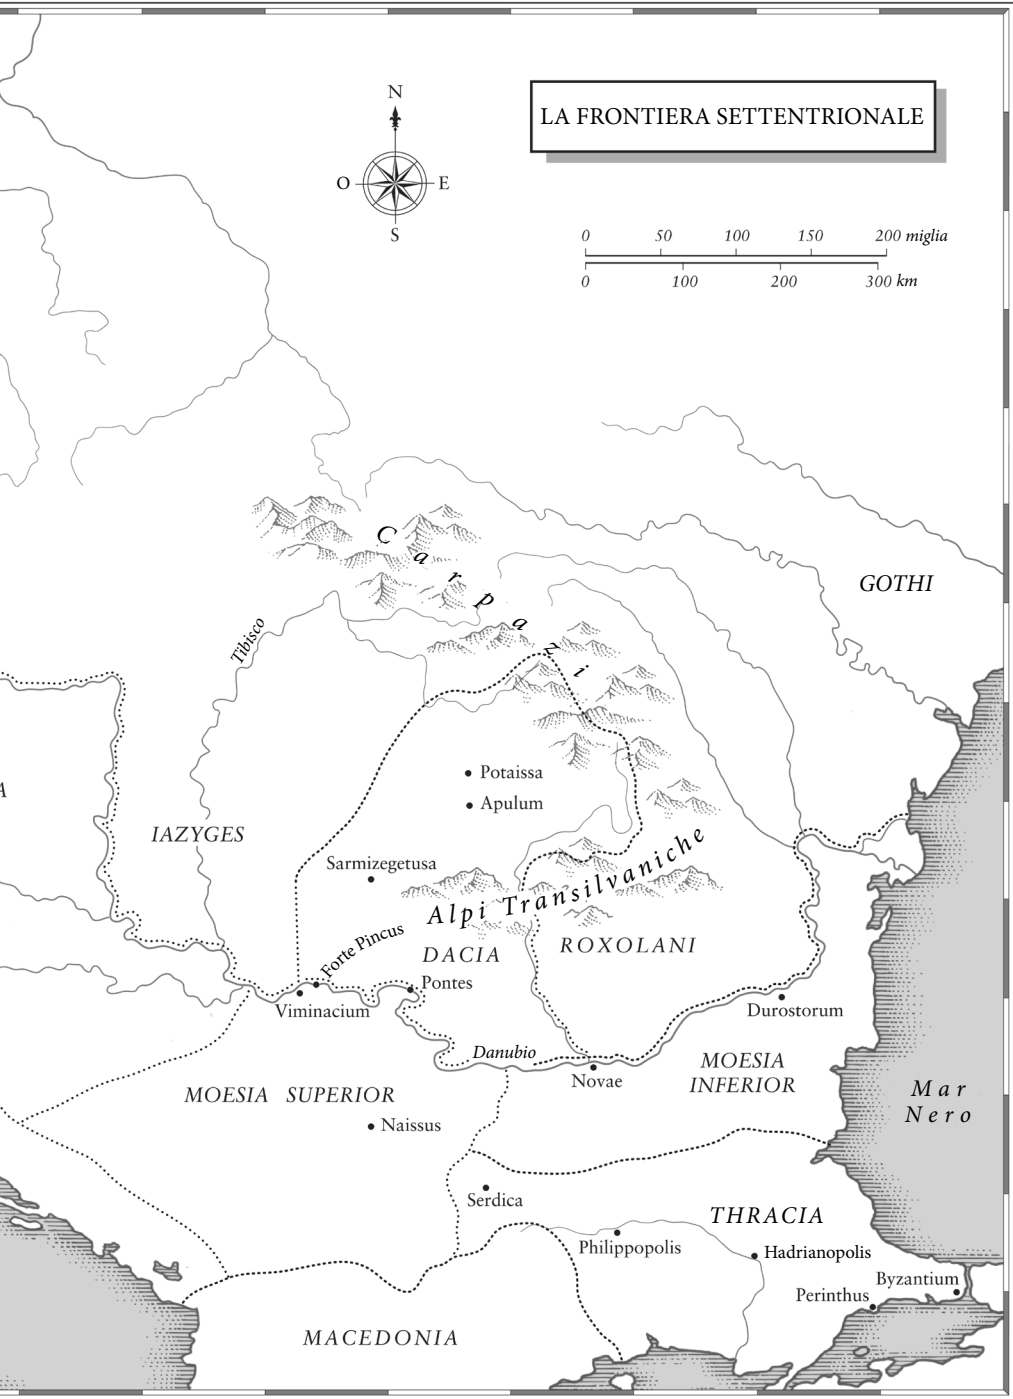 LA FRONTIERA SETTENTRIONALE
N
O
E
S
0 50 100 150 200 miglia
0 100 200 300 km
Carpazi
GOTHI
Tibisco
Potaissa
A
Apulum
IAZYGES
Sarmizegetusa
Alpi Transilvaniche
Forte Pincus
DACIA
ROXOLANI
Pontes
Viminacium
Durostorum
Danubio
Novae
MOESIA
INFERIOR
MOESIA SUPERIOR
Mar
Nero
Naissus
Serdica
THRACIA
Philippopolis
Hadrianopolis
Byzantium
Perinthus
MACEDONIA